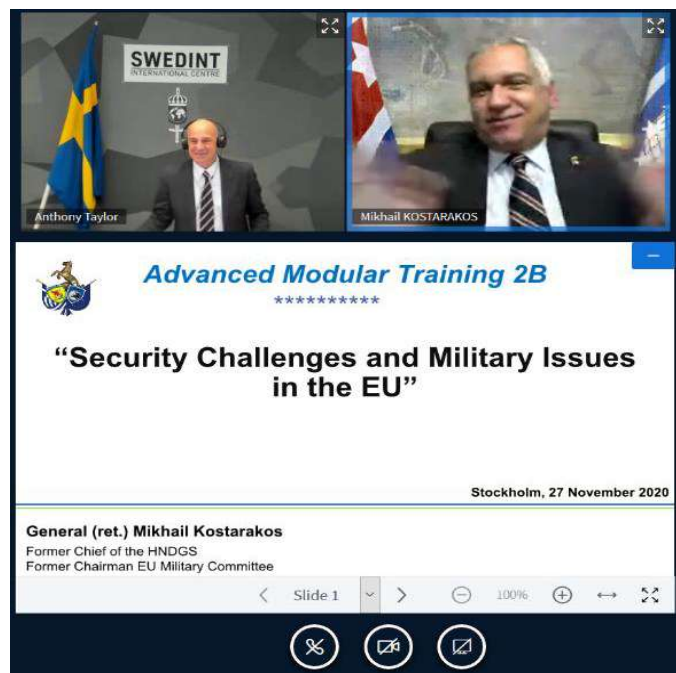 SWEDINT
INTERNATIONAL CENTRE
Anthony Taylor
Mikhail KOSTARAKOS
Advanced Modular Training 2B
**********
“Security Challenges and Military Issues
in the EU”
Stockholm, 27 November 2020
General (ret.) Mikhail Kostarakos
Former Chief of the HNDGS
Former Chairman EU Military Committee
Slide 1
100%